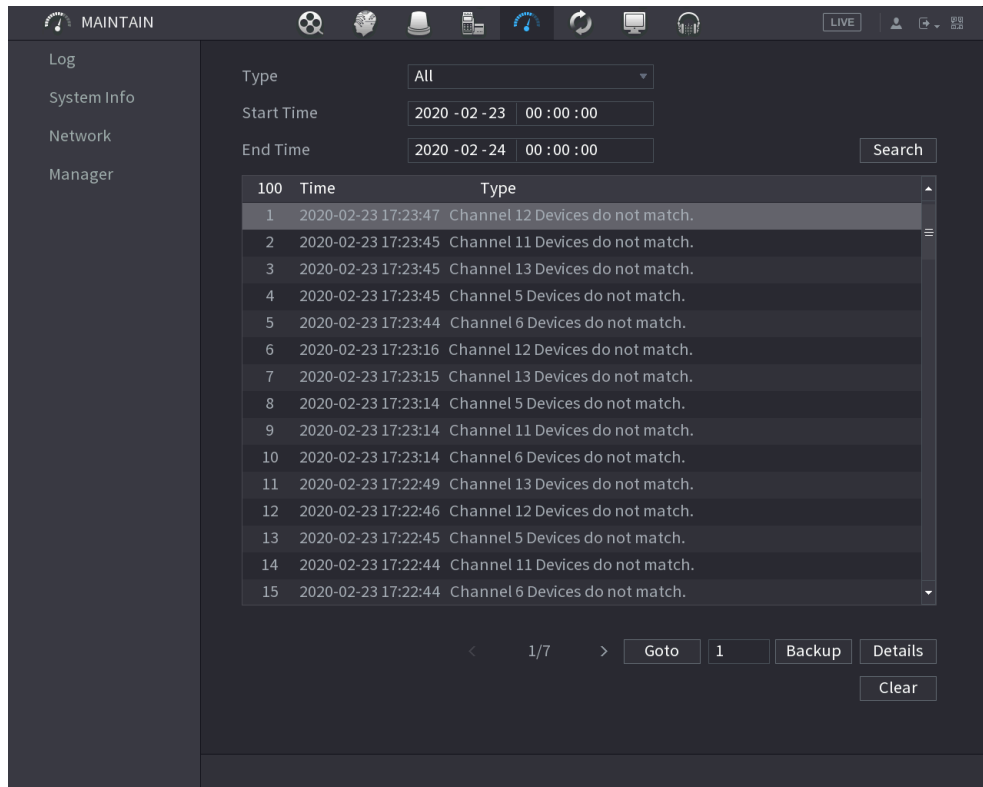 MAINTAIN LIVE
Log
System Info
Network
Manager
Type All
Start Time 2020 -02 -23 00 : 00 : 00
End Time 2020 -02 -24 00 : 00 : 00 Search
100 Time Type
1 2020-02-23 17:23:47 Channel 12 Devices do not match.
2 2020-02-23 17:23:45 Channel 11 Devices do not match.
3 2020-02-23 17:23:45 Channel 13 Devices do not match.
4 2020-02-23 17:23:45 Channel 5 Devices do not match.
5 2020-02-23 17:23:44 Channel 6 Devices do not match.
6 2020-02-23 17:23:16 Channel 12 Devices do not match.
7 2020-02-23 17:23:15 Channel 13 Devices do not match.
8 2020-02-23 17:23:14 Channel 5 Devices do not match.
9 2020-02-23 17:23:14 Channel 11 Devices do not match.
10 2020-02-23 17:23:14 Channel 6 Devices do not match.
11 2020-02-23 17:22:49 Channel 13 Devices do not match.
12 2020-02-23 17:22:46 Channel 12 Devices do not match.
13 2020-02-23 17:22:45 Channel 5 Devices do not match.
14 2020-02-23 17:22:44 Channel 11 Devices do not match.
15 2020-02-23 17:22:44 Channel 6 Devices do not match.
< 1/7 > Goto 1 Backup Details
Clear